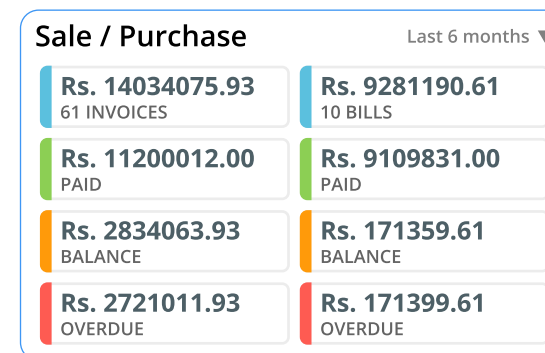 Sale / Purchase
Last 6 months
Rs. 14034075.93
61 INVOICES
Rs. 9281190.61
10 BILLS
Rs. 11200012.00
PAID
Rs. 9109831.00
PAID
Rs. 2834063.93
BALANCE
Rs. 171359.61
BALANCE
Rs. 2721011.93
OVERDUE
Rs. 171399.61
OVERDUE